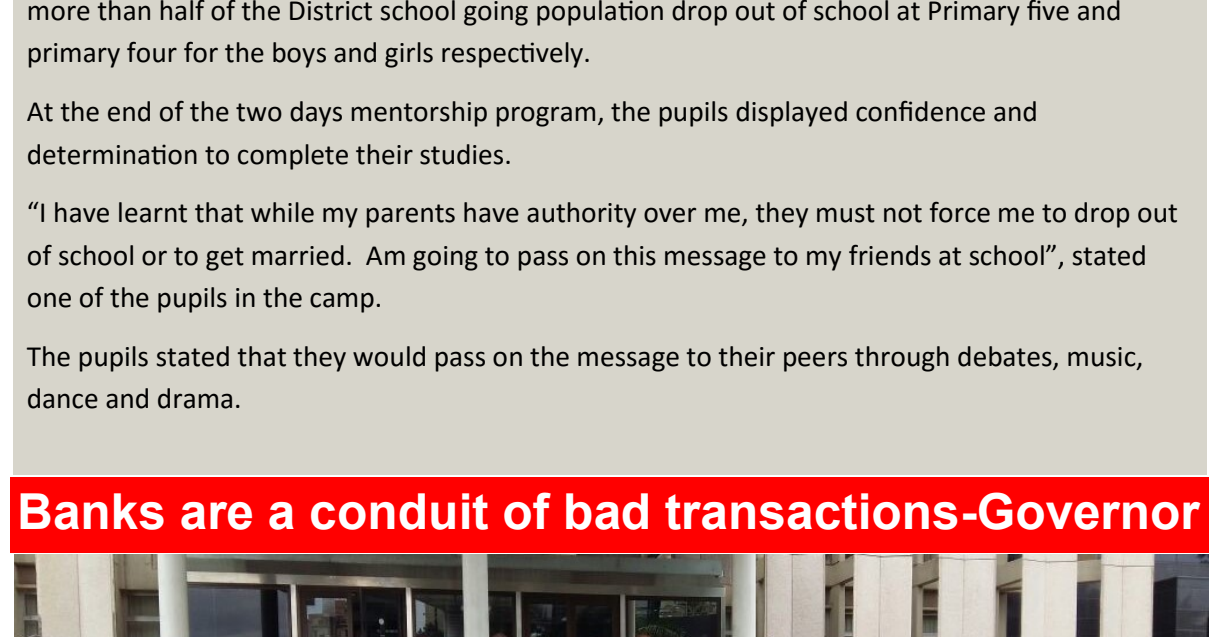 more than half of the District school going population drop out of school at Primary five and
primary four for the boys and girls respectively.
At the end of the two days mentorship program, the pupils displayed confidence and
determination to complete their studies.
“I have learnt that while my parents have authority over me, they must not force me to drop out
of school or to get married.  Am going to pass on this message to my friends at school”, stated
one of the pupils in the camp.
The pupils stated that they would pass on the message to their peers through debates, music,
dance and drama.
Banks are a conduit of bad transactions-Governor